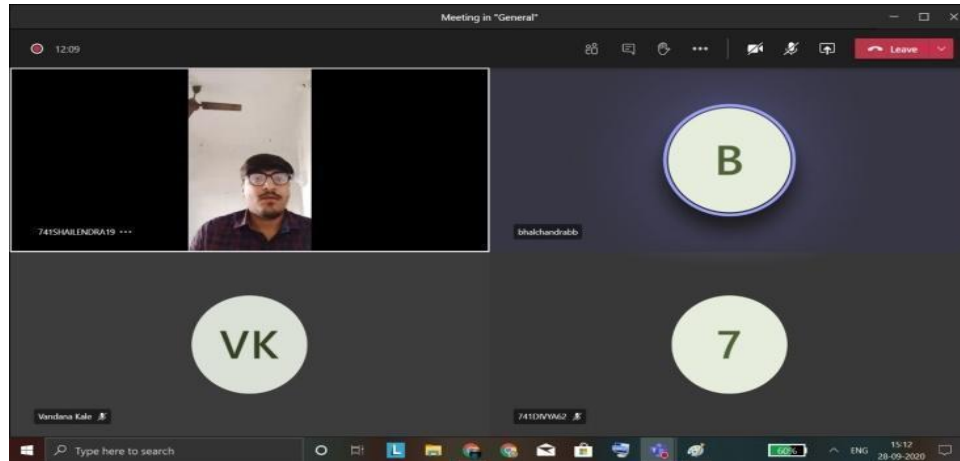 Meeting in "General"
12:09
Leave
741SHAILENDRA19 •••
B
bhalchandrabb
VK
Vandana Kale
7
741DIVYA62
Type here to search
L
60%
ENG
15:12
28-09-2020